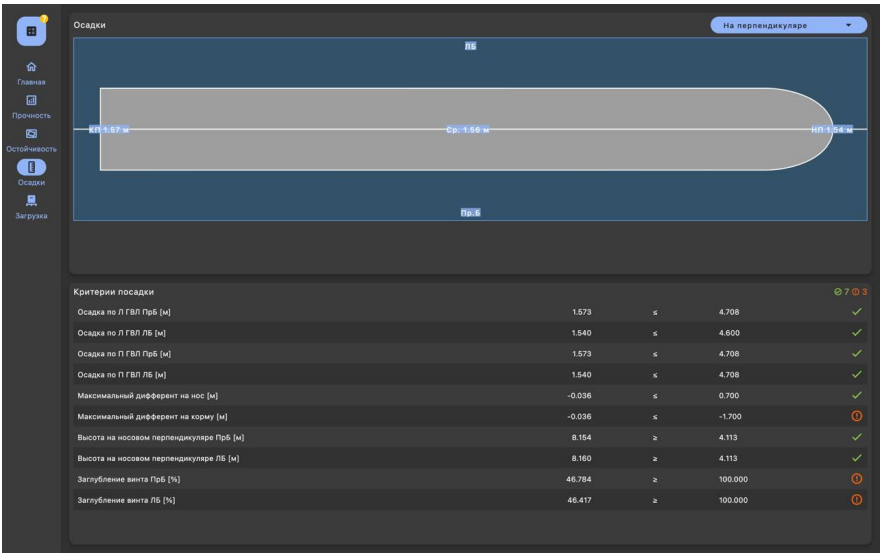 7
Осадки
На перпендикуляре
ЛБ
Главная
Прочность
КП 1.57 м Ср. 1.56 м НП 1.54 м
Остойчивость
Осадки
Загрузка
Пр.Б
Критерии посадки 7 3
Осадка по Л ГВЛ ПрБ [м] 1.573 ≤ 4.708
Осадка по Л ГВЛ ЛБ [м] 1.540 ≤ 4.600
Осадка по П ГВЛ ПрБ [м] 1.573 ≤ 4.708
Осадка по П ГВЛ ЛБ [м] 1.540 ≤ 4.708
Максимальный дифферент на нос [м] -0.036 ≤ 0.700
Максимальный дифферент на корму [м] -0.036 ≤ -1.700
Высота на носовом перпендикуляре ПрБ [м] 8.154 ≥ 4.113
Высота на носовом перпендикуляре ЛБ [м] 8.160 ≥ 4.113
Заглубление винта ПрБ [%] 46.784 ≥ 100.000
Заглубление винта ЛБ [%] 46.417 ≥ 100.000